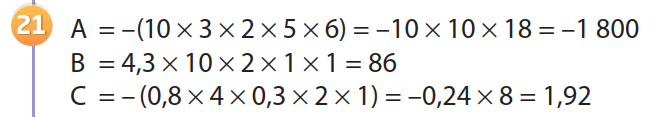 21 A = –(10 × 3 × 2 × 5 × 6) = –10 × 10 × 18 = –1 800
B = 4,3 × 10 × 2 × 1 × 1 = 86
C = – (0,8 × 4 × 0,3 × 2 × 1) = –0,24 × 8 = 1,92